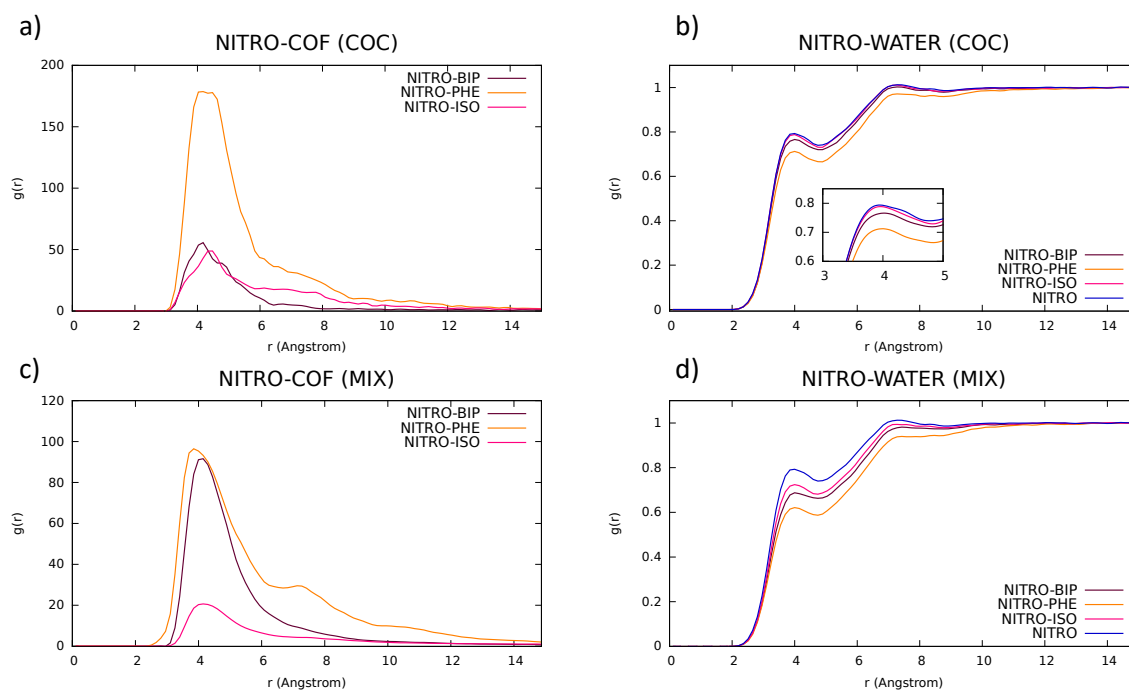 a)
NITRO-COF (COC)
NITRO-BIP
NITRO-PHE
NITRO-ISO
g(r)
200
150
100
50
0
0 2 4 6 8 10 12 14
r (Angstrom)
b)
NITRO-WATER (COC)
g(r)
1
0.8
0.6
0.4
0.2
0
0.8
0.7
0.6
3 4 5
NITRO-BIP
NITRO-PHE
NITRO-ISO
NITRO
0 2 4 6 8 10 12 14
r (Angstrom)
c)
NITRO-COF (MIX)
NITRO-BIP
NITRO-PHE
NITRO-ISO
g(r)
120
100
80
60
40
20
0
0 2 4 6 8 10 12 14
r (Angstrom)
d)
NITRO-WATER (MIX)
g(r)
1
0.8
0.6
0.4
0.2
0
NITRO-BIP
NITRO-PHE
NITRO-ISO
NITRO
0 2 4 6 8 10 12 14
r (Angstrom)